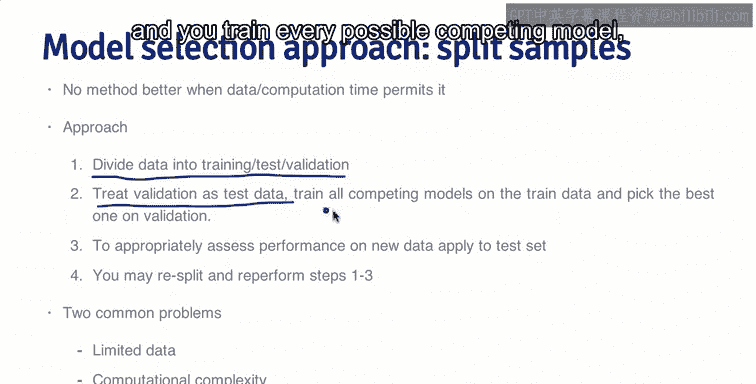 and you train every possible competing model,
Model selection approach: split samples
· No method better when data/computation time permits it
· Approach
1. Divide data into training/test/validation
2. Treat validation as test data, train all competing models on the train data and pick the best
one on validation.
3. To appropriately assess performance on new data apply to test set
4. You may re-split and reperform steps 1-3
· Two common problems
- Limited data
- Computational complexity